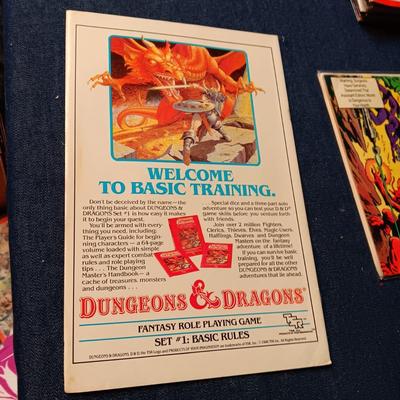 WELCOME
TO BASIC TRAINING.
Don't be deceived by the name—the
only thing basic about DUNGEONS &
DRAGONS Set #1 is how easy it makes
it to begin your quest.
You'll be armed with every-
thing you need, including,
The Player's Guide for begin-
ning characters — a 64-page
volume loaded with simple
as well as expert combat
rules and role playing
tips . . . The Dungeon
Master's Handbook—a
cache of treasures, monsters
and dungeons . . .
Special dice and a three-part solo
adventure so you can test your D&D®
game skills before you venture forth
with friends.
Join over 2 million Fighters,
Clerics, Thieves, Elves, Magic-Users,
Halflings, Dwarves and Dungeon
Masters on the Fantasy
adventure of a lifetime!
If you can survive basic
training, you'll be well
prepared for all the other
DUNGEONS & DRAGONS
adventures that lie ahead.
DUNGEONS & DRAGONS®
FANTASY ROLE PLAYING GAME
SET #1: BASIC RULES